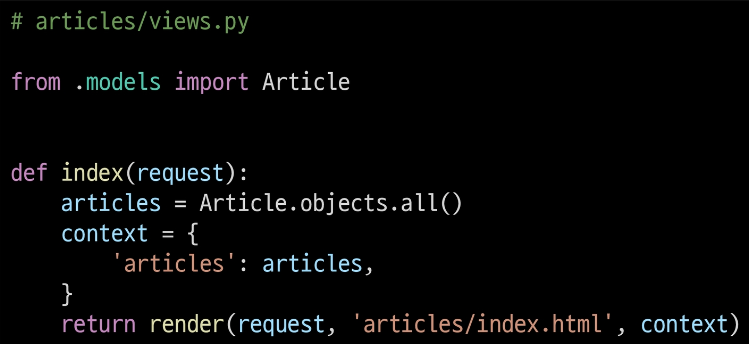 # articles/views.py

from .models import Article


def index(request):
    articles = Article.objects.all()
    context = {
        'articles': articles,
    }
    return render(request, 'articles/index.html', context)